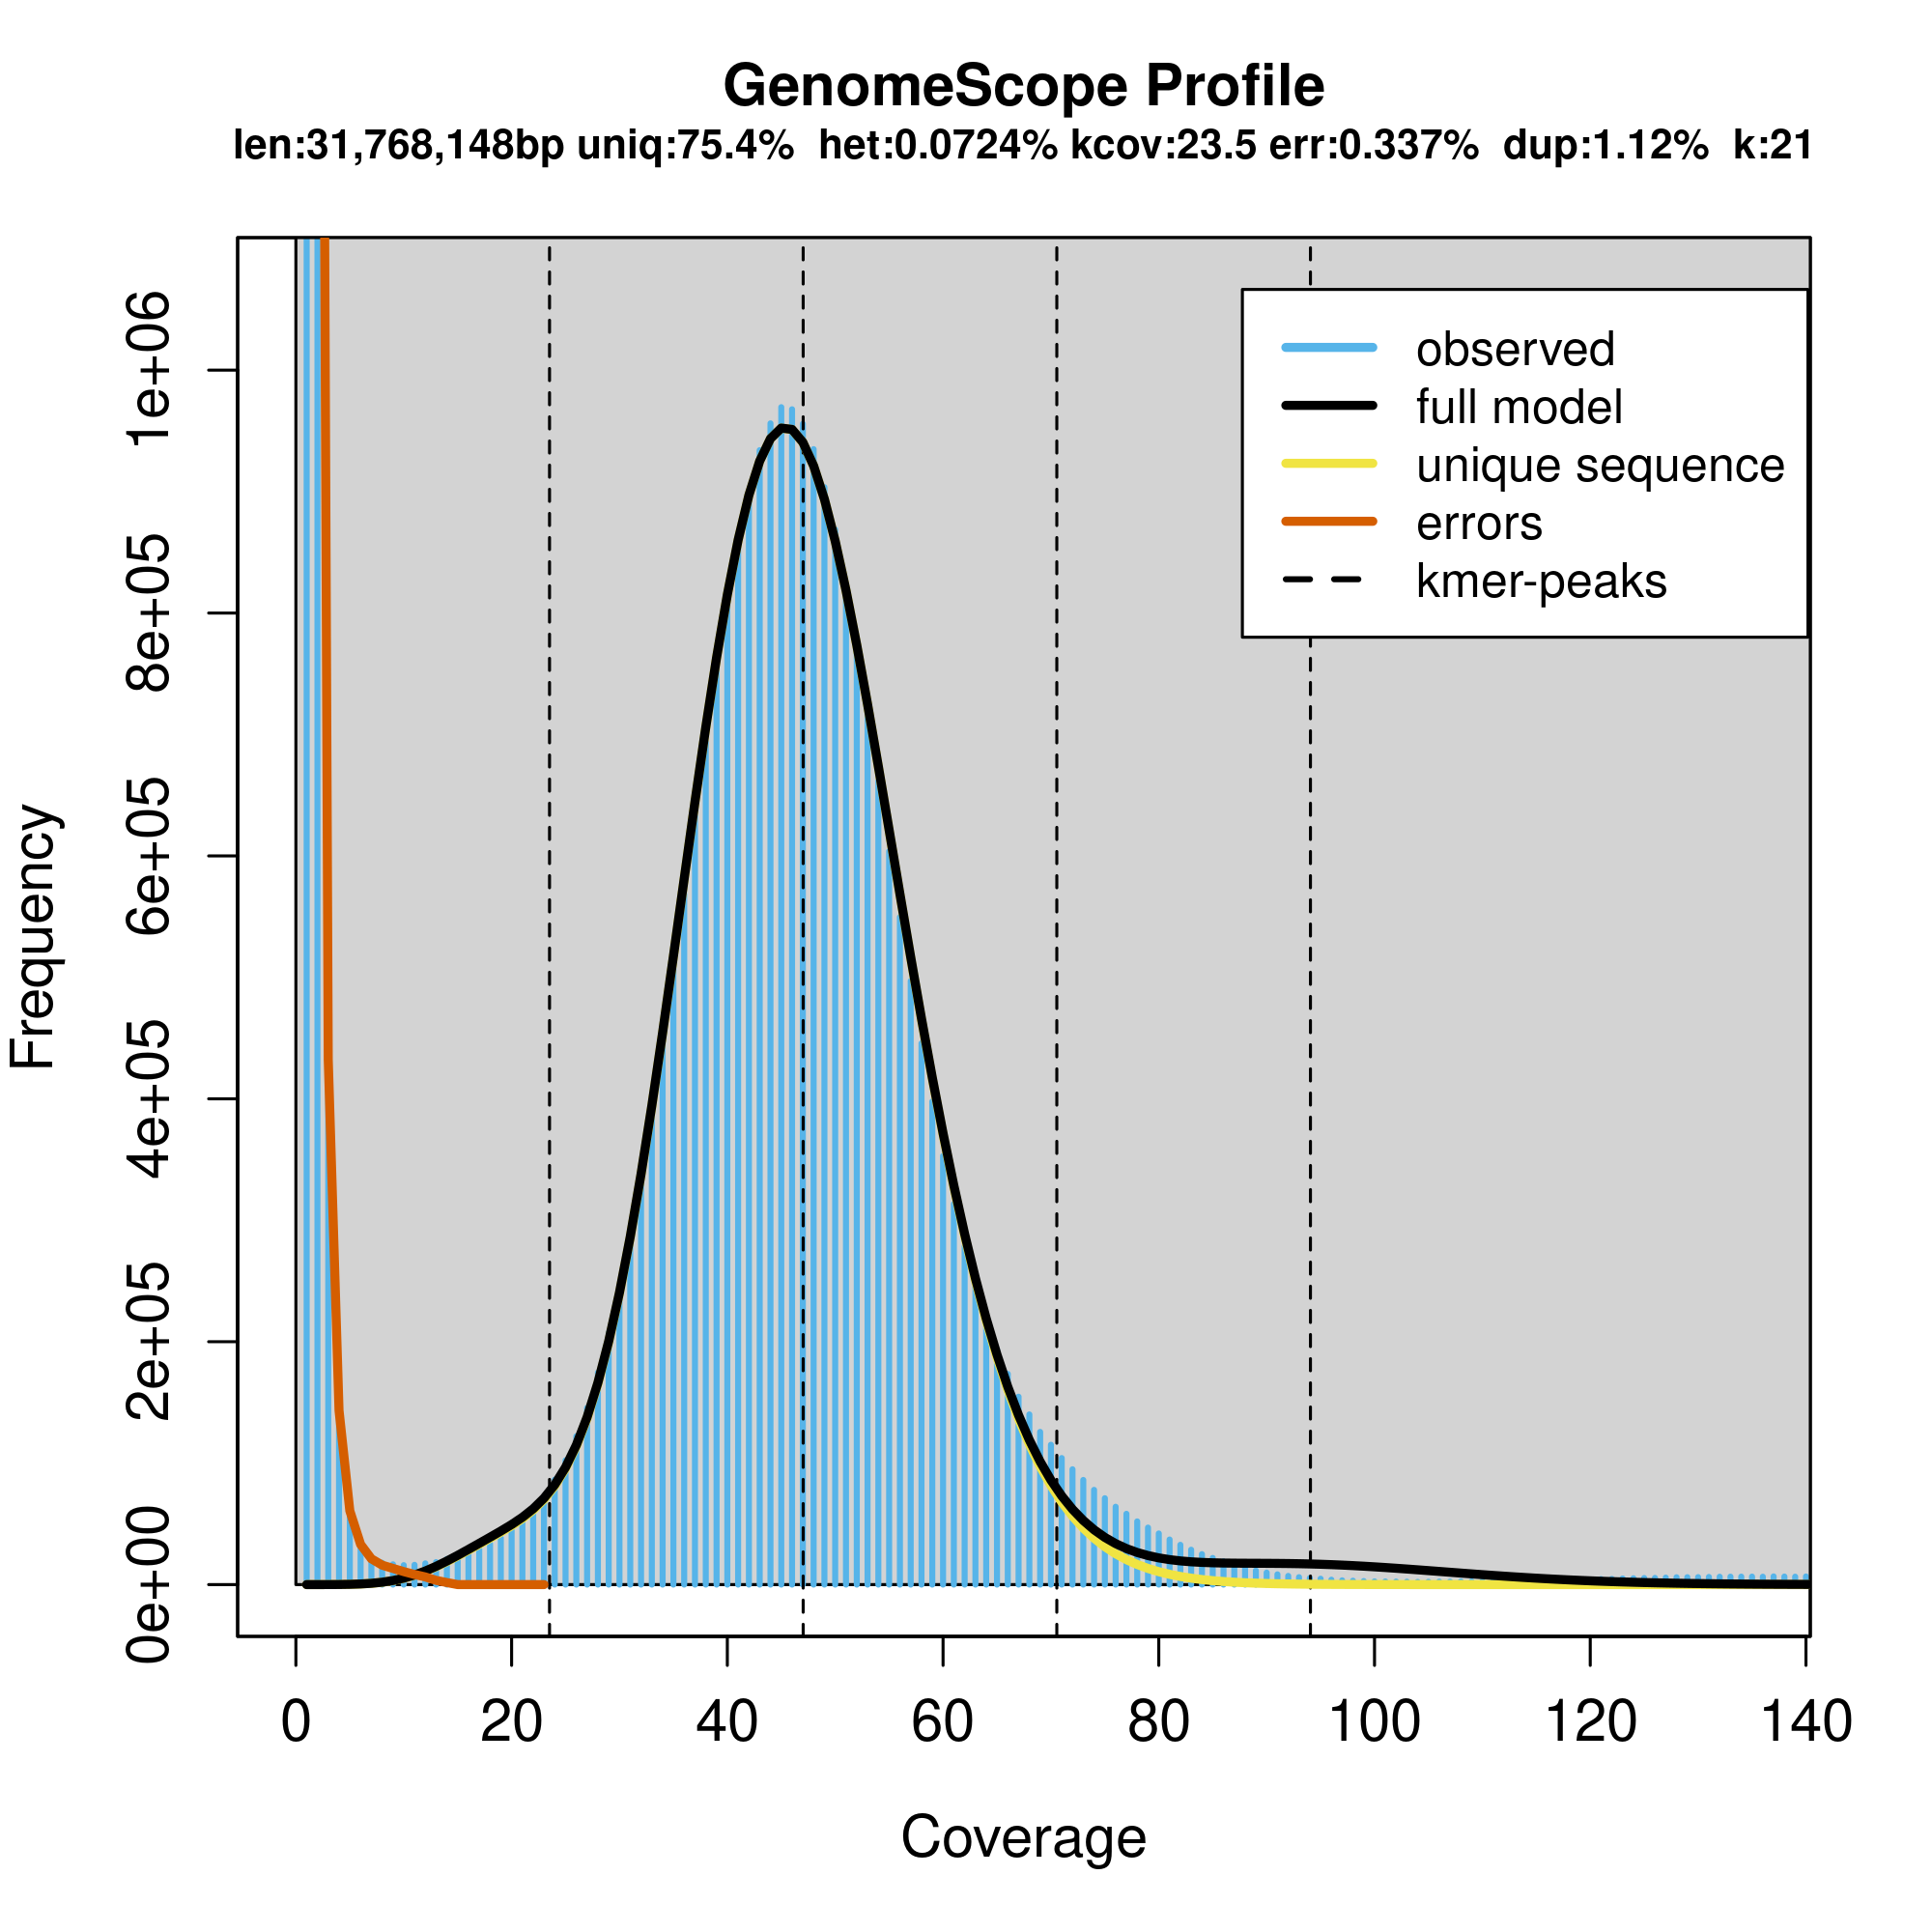 GenomeScope Profile
len:31,768,148bp uniq:75.4% het:0.0724% kcov:23.5 err:0.337% dup:1.12% k:21
observed
full model
unique sequence
errors
kmer-peaks
Frequency
1e+06
8e+05
6e+05
4e+05
2e+05
0e+00
0 20 40 60 80 100 120 140
Coverage